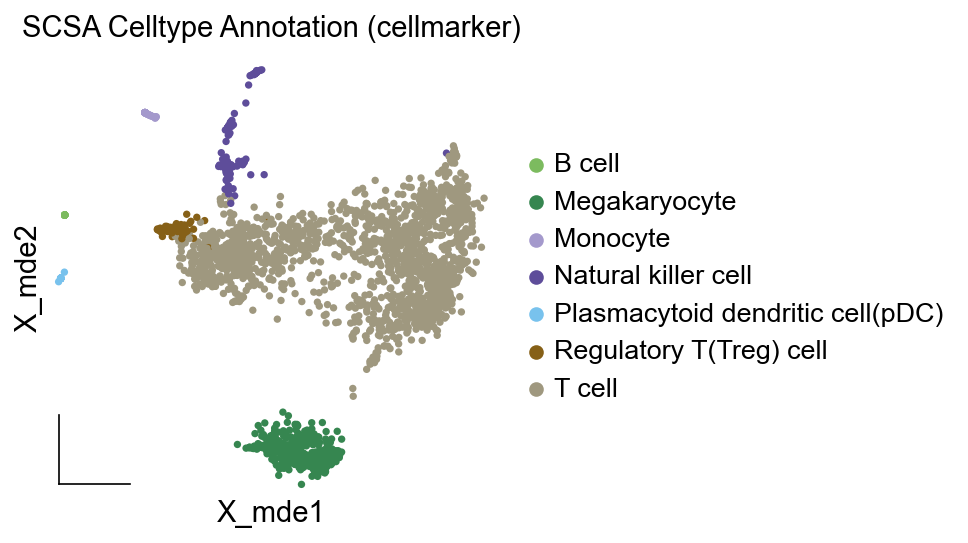 SCSA Celltype Annotation (cellmarker)
B cell
Megakaryocyte
Monocyte
Natural killer cell
Plasmacytoid dendritic cell(pDC)
Regulatory T(Treg) cell
T cell
X_mde2
X_mde1